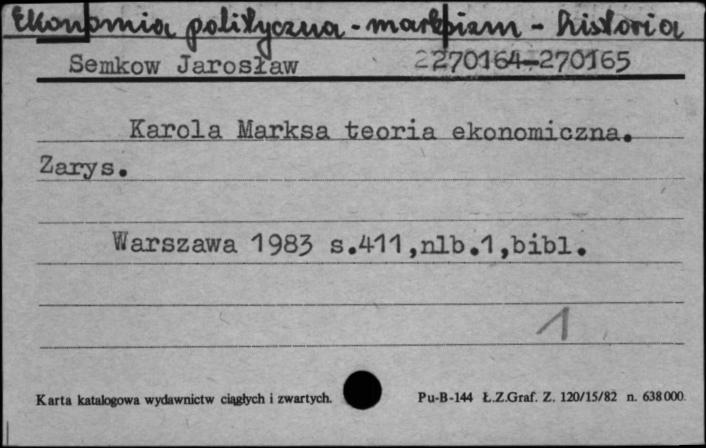 Ekonomia polityczna - marksizm - historia
Semkow Jarosław 2270164-270165
Karola Marksa teoria ekonomiczna.
Zarys.
Warszawa 1983 s.411,nlb.1,bibl.
1
Karta katalogowa wydawnictw ciągłych i zwartych. Pu-B-144 Ł.Z.Graf. Z. 120/15/82 n. 638000.